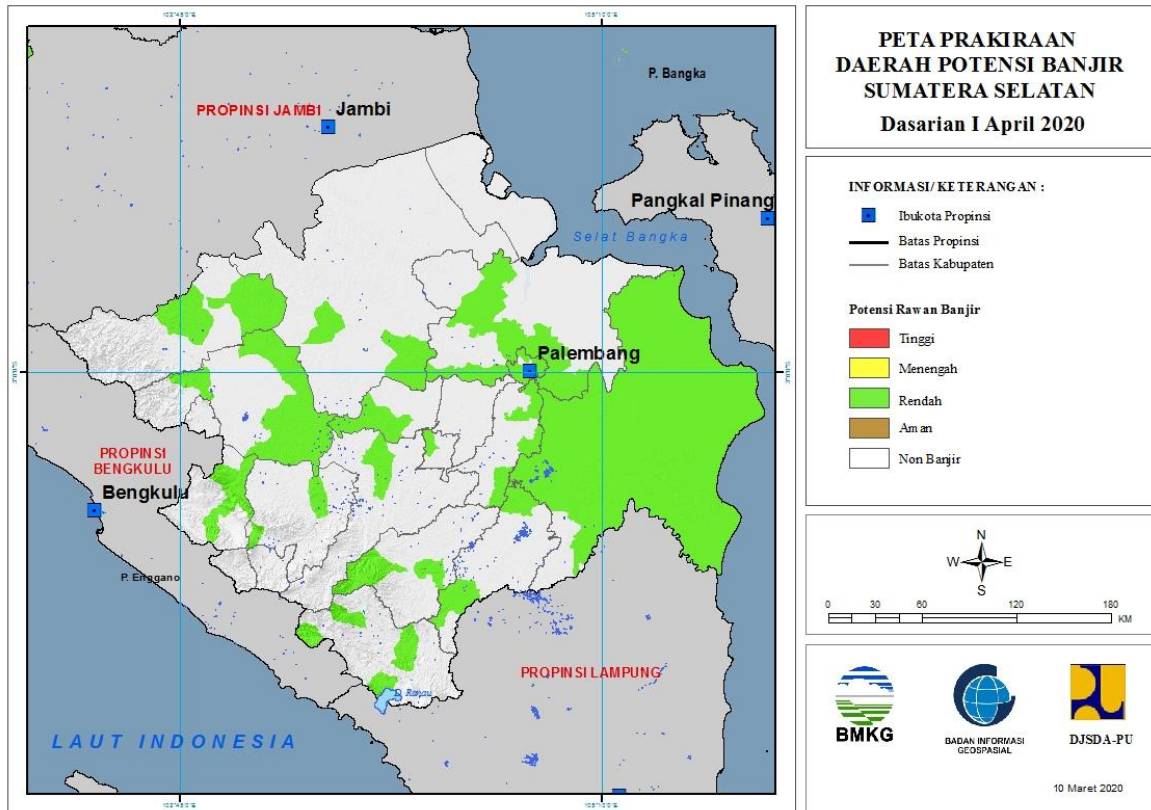 PETA PRAKIRAAN
DAERAH POTENSI BANJIR
SUMATERA SELATAN
Dasarian I April 2020
INFORMASI/ KETERANGAN :
Ibukota Propinsi
Batas Propinsi
Batas Kabupaten
Potensi Rawan Banjir
Tinggi
Menengah
Rendah
Aman
Non Banjir
N
W E
S
0 30 60 120 180
KM
BMKG
BADAN INFORMASI
GEOSPASIAL
DJSDA-PU
10 Maret 2020
P. Bangka
PROPINSI JAMBI
Jambi
Pangkal Pinang
Selat Bangka
Palembang
PROPINSI
BENGKULU
Bengkulu
P. Enggano
PROPINSI LAMPUNG
D. Ranau
LAUT INDONESIA